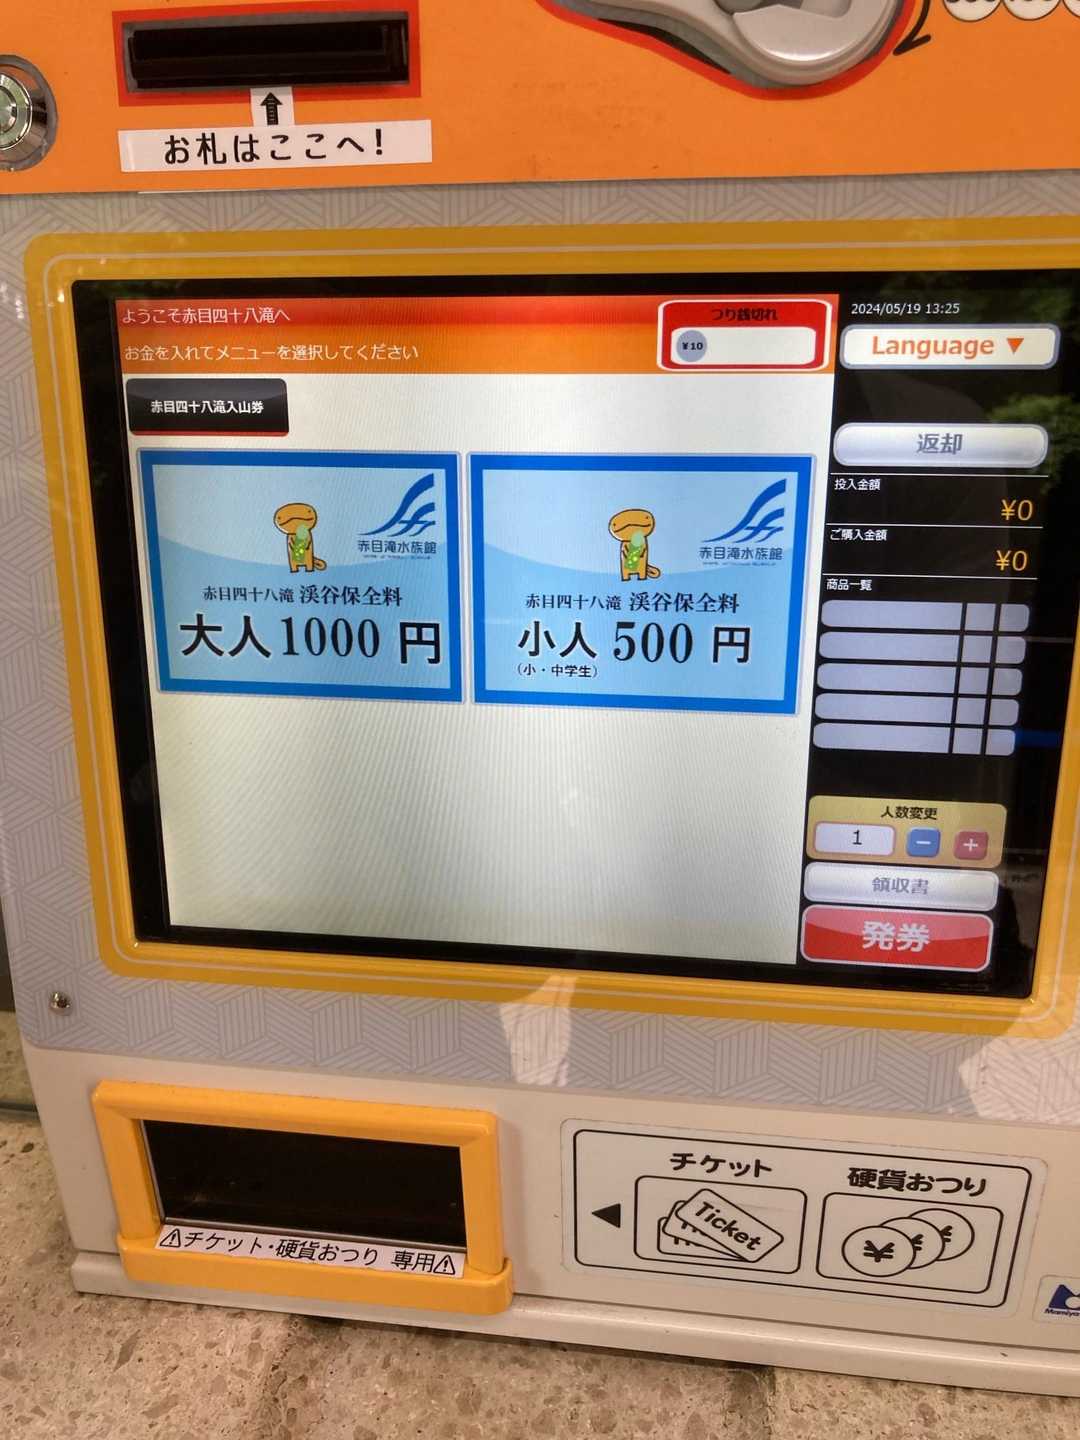 お札はここへ!
ようこそ赤目四十八滝へ
お金を入れてメニューを選択してください
つり銭切れ
¥10
2024/05/19 13:25
Language ▼
赤目四十八滝入山券
返却
投入金額
¥0
ご購入金額
¥0
商品一覧
赤目滝水族館
赤目四十八滝 渓谷保全料
大人1000 円
赤目滝水族館
赤目四十八滝 渓谷保全料
小人 500 円
(小・中学生)
人数変更
1
−
+
領収書
発券
チケット
硬貨おつり
Ticket
¥
¥
¥
⚠チケット・硬貨おつり 専用⚠